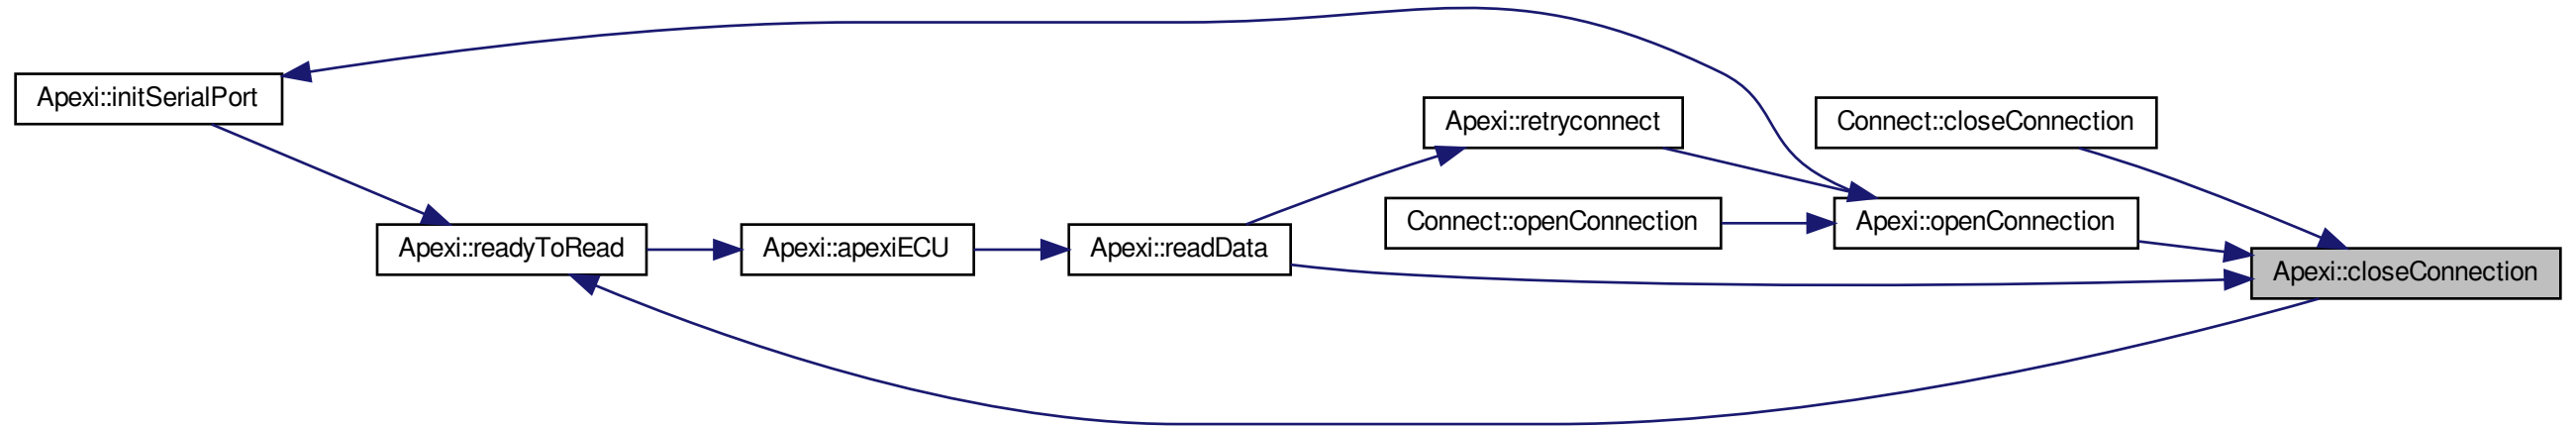 Apexi::initSerialPort
Apexi::retryconnect
Connect::closeConnection
Connect::openConnection
Apexi::openConnection
Apexi::readyToRead
Apexi::apexiECU
Apexi::readData
Apexi::closeConnection